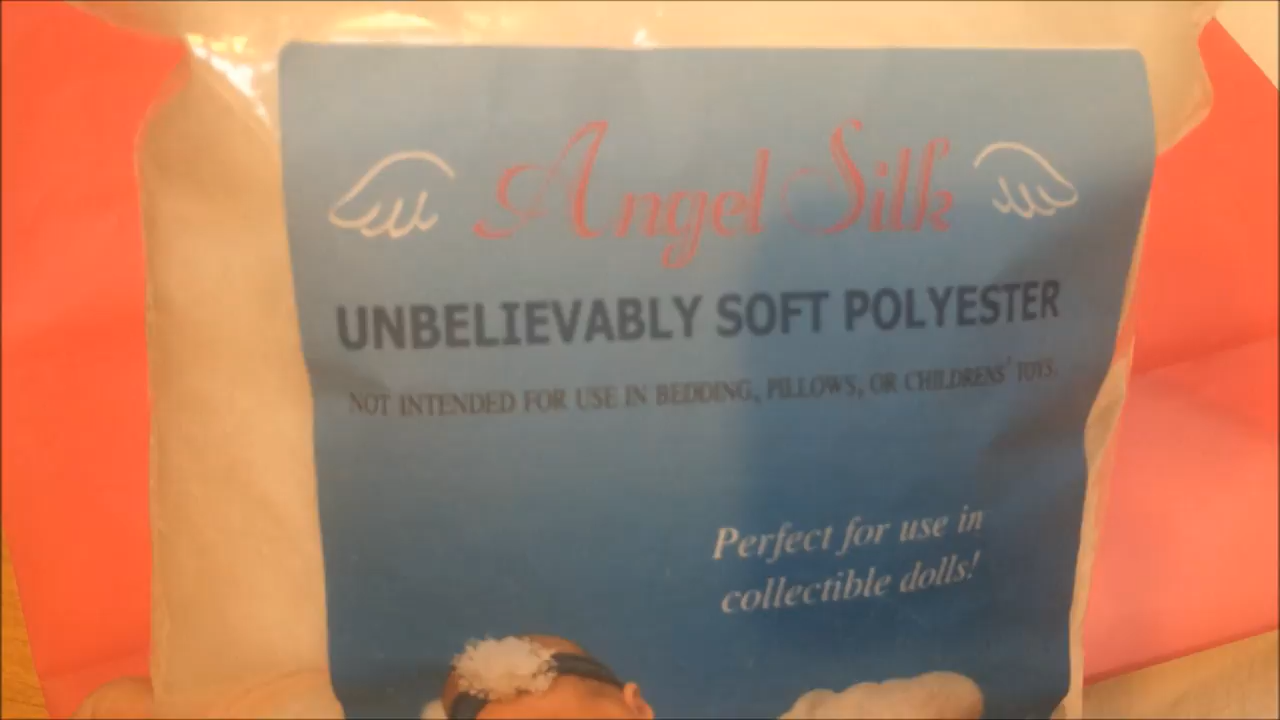 Angel Silk
UNBELIEVABLY SOFT POLYESTER
NOT INTENDED FOR USE IN BEDDING, PILLOWS, OR CHILDRENS' TOYS.
Perfect for use in
collectible dolls!